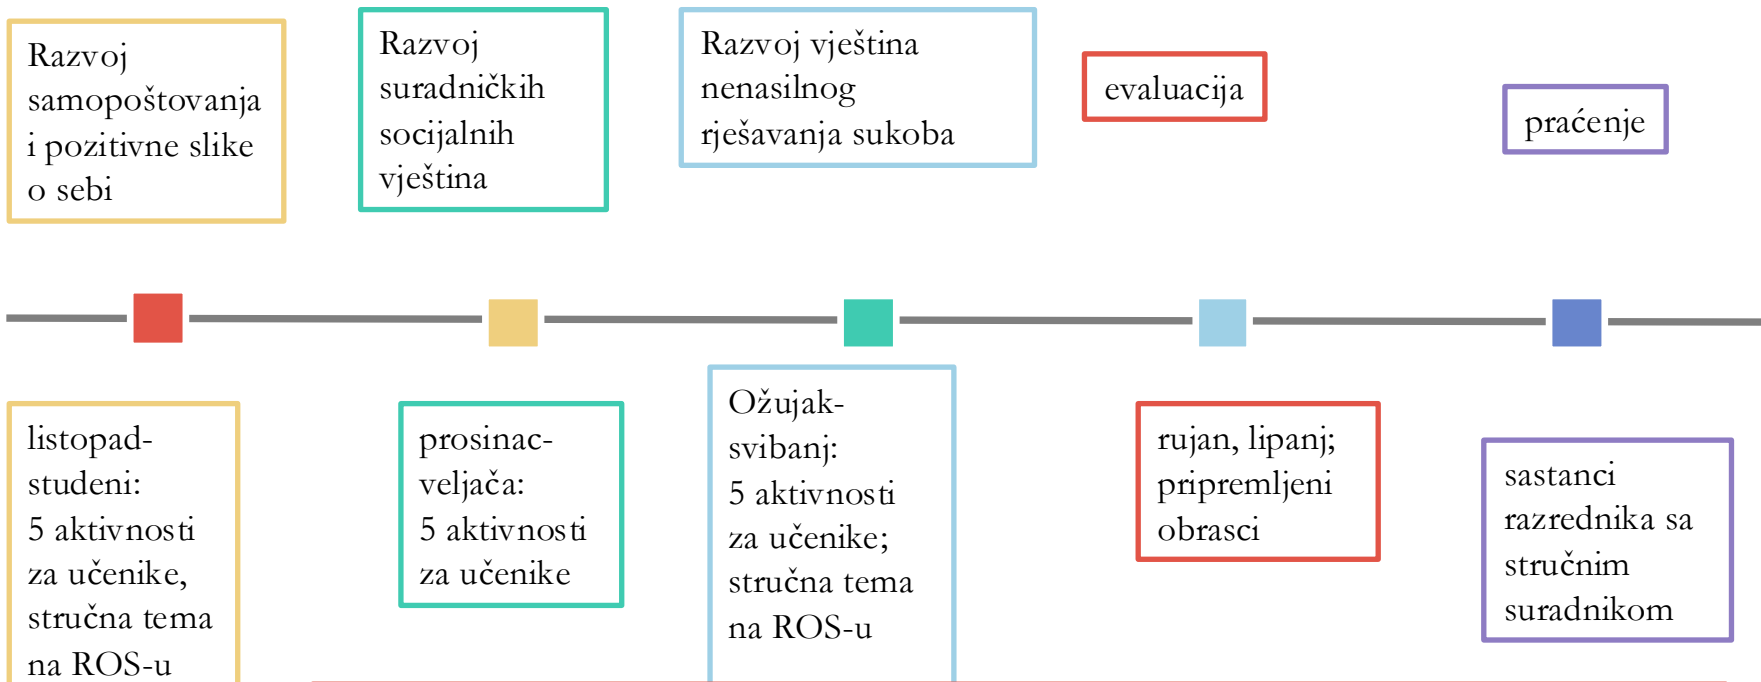 Razvoj
samopoštovanja
i pozitivne slike
o sebi
Razvoj
suradničkih
socijalnih
vještina
Razvoj vještina
nenasilnog
rješavanja sukoba
evaluacija
praćenje
listopad-
studeni:
5 aktivnosti
za učenike,
stručna tema
na ROS-u
prosinac-
veljača:
5 aktivnosti
za učenike
Ožujak-
svibanj:
5 aktivnosti
za učenike;
stručna tema
na ROS-u
rujan, lipanj;
pripremljeni
obrasci
sastanci
razrednika sa
stručnim
suradnikom